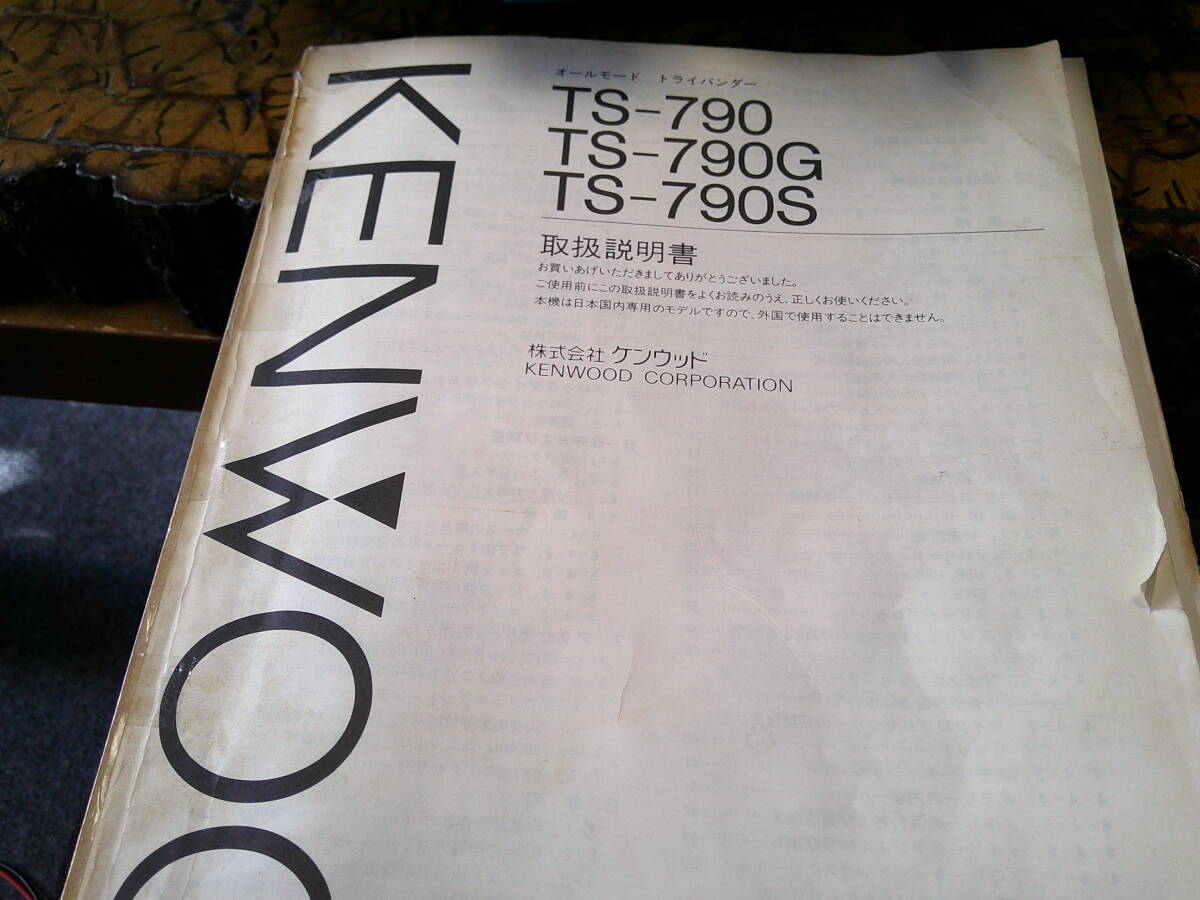 KENWOO
オールモード トライバンダー
TS-790
TS-790G
TS-790S
取扱説明書
お買いあげいただきましてありがとうございました。
ご使用前にこの取扱説明書をよくお読みのうえ、正しくお使いください。
本機は日本国内専用のモデルですので、外国で使用することはできません。
株式会社 ケンウッド
KENWOOD CORPORATION